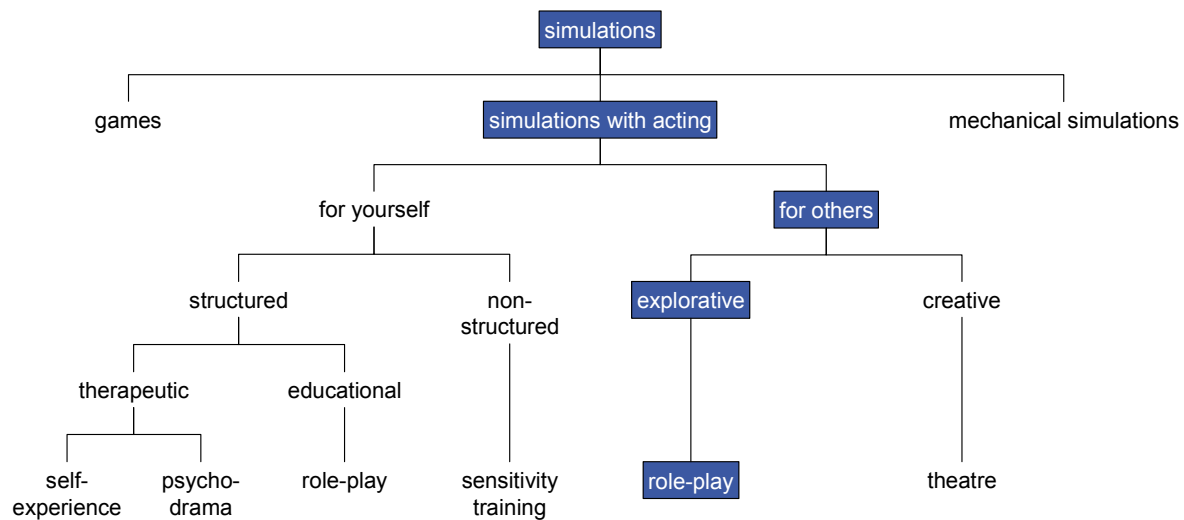 simulations
games
simulations with acting
mechanical simulations
for yourself
for others
structured
non-
structured
explorative
creative
therapeutic
educational
self-
experience
psycho-
drama
role-play
sensitivity
training
role-play
theatre